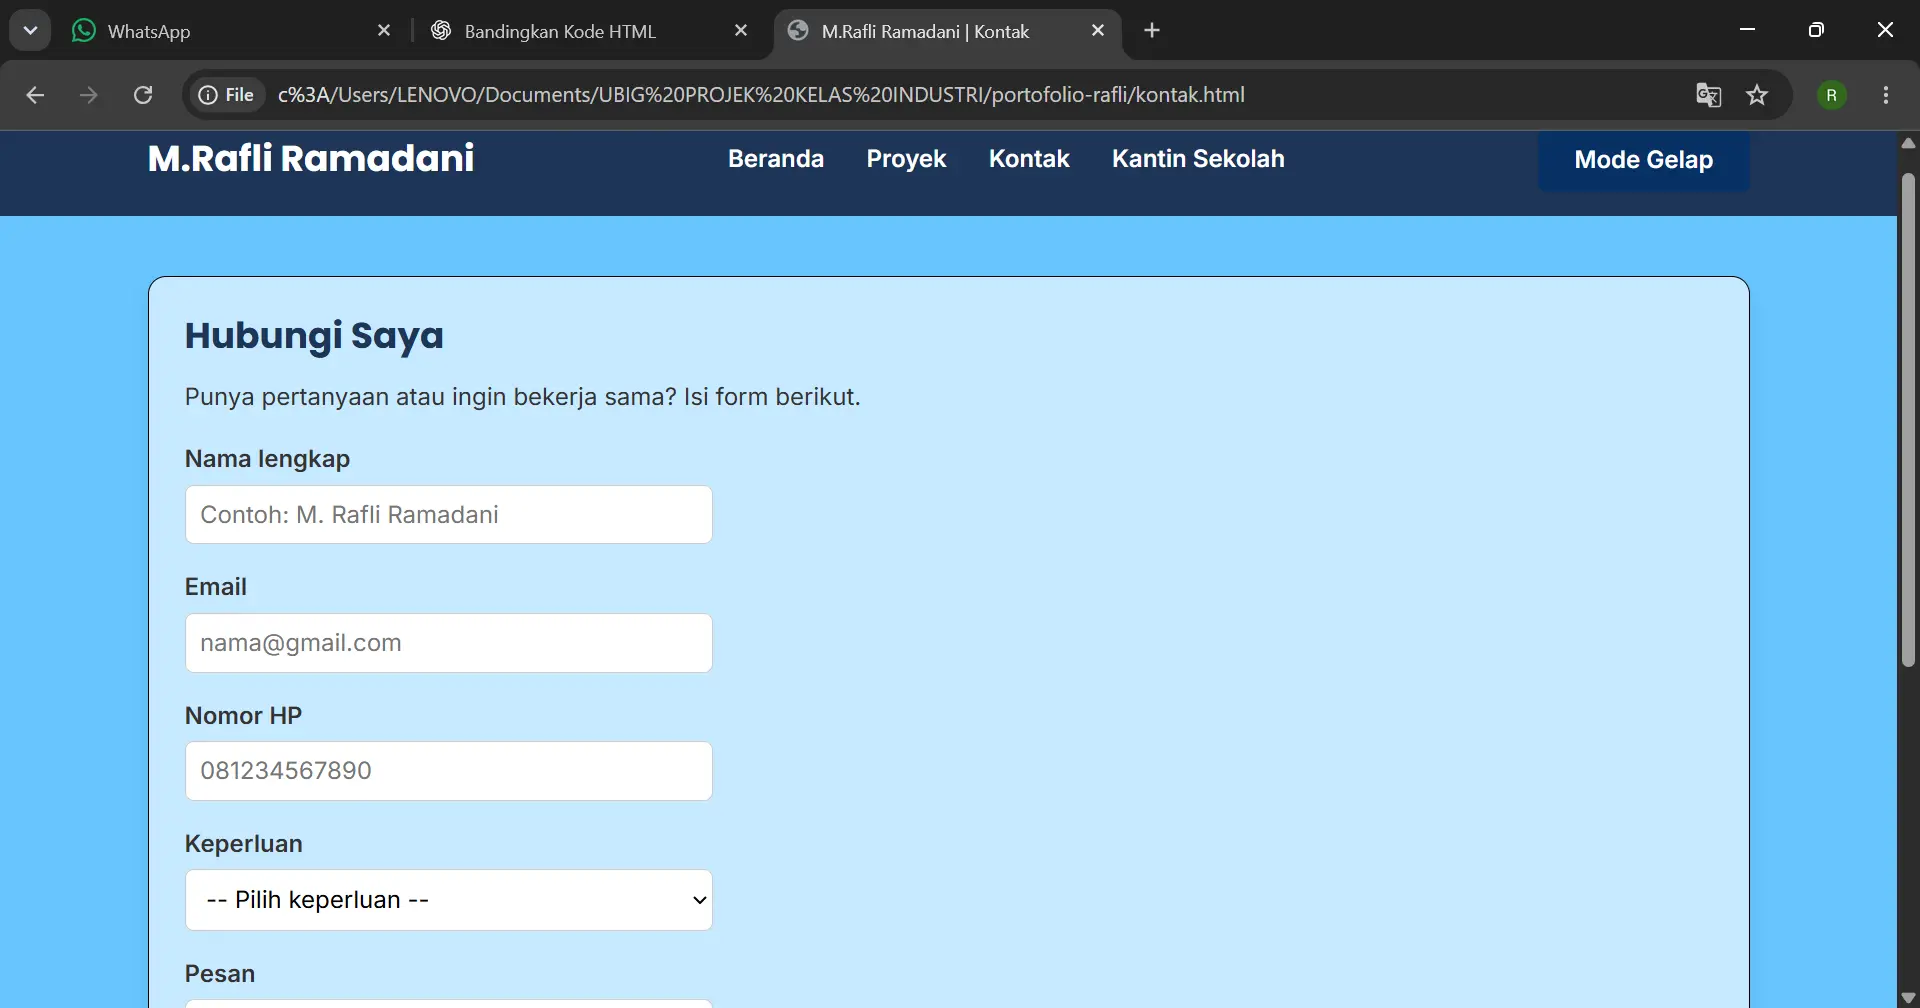 WhatsApp
Bandingkan Kode HTML
M.Rafli Ramadani | Kontak
File
c%3A/Users/LENOVO/Documents/UBIG%20PROJEK%20KELAS%20INDUSTRI/portofolio-rafli/kontak.html
R
M.Rafli Ramadani
Beranda
Proyek
Kontak
Kantin Sekolah
Mode Gelap
Hubungi Saya
Punya pertanyaan atau ingin bekerja sama? Isi form berikut.
Nama lengkap
Contoh: M. Rafli Ramadani
Email
nama@gmail.com
Nomor HP
081234567890
Keperluan
-- Pilih keperluan --
Pesan